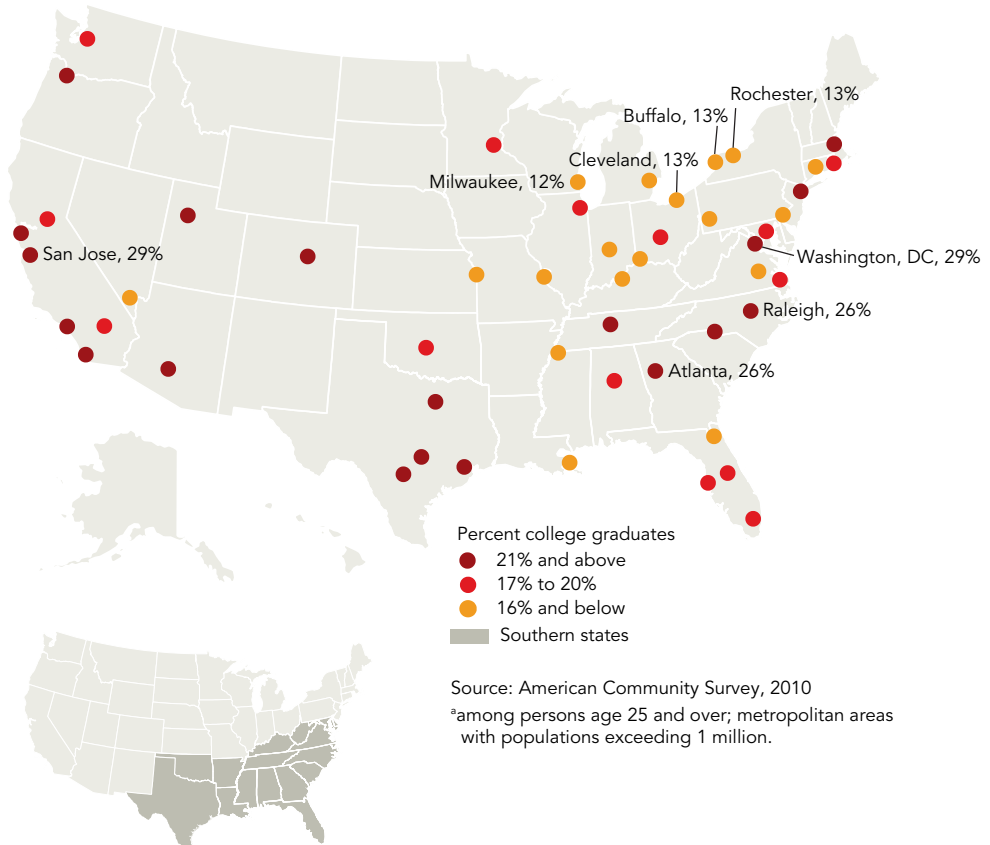 Rochester, 13%
Buffalo, 13%
Cleveland, 13%
Milwaukee, 12%
San Jose, 29%
Washington, DC, 29%
Raleigh, 26%
Atlanta, 26%
Percent college graduates
21% and above
17% to 20%
16% and below
Southern states
Source: American Community Survey, 2010
ᵃamong persons age 25 and over; metropolitan areas
with populations exceeding 1 million.